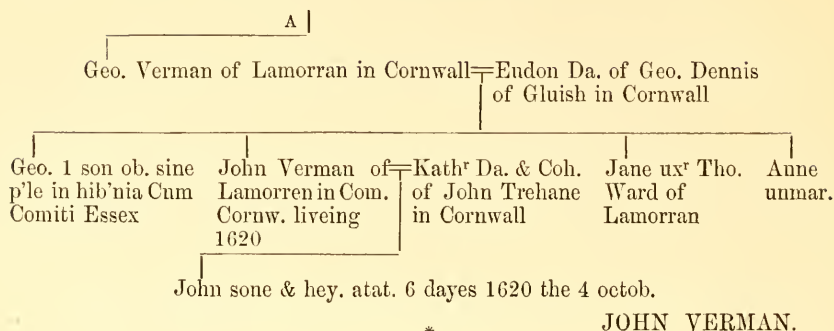 A
Geo. Verman of Lamorran in Cornwall=Endon Da. of Geo. Dennis
of Gluish in Cornwall
Geo. 1 son ob. sine
p'le in hib'nia Cum
Comiti Essex
John Verman of
Lamorren in Com.
Cornw. liveing
1620
=Kathʳ Da. & Coh.
of John Trehane
in Cornwall
Jane uxʳ Tho.
Ward of
Lamorran
Anne
unmar.
John sone & hey. atat. 6 dayes 1620 the 4 octob.
*
JOHN VERMAN.